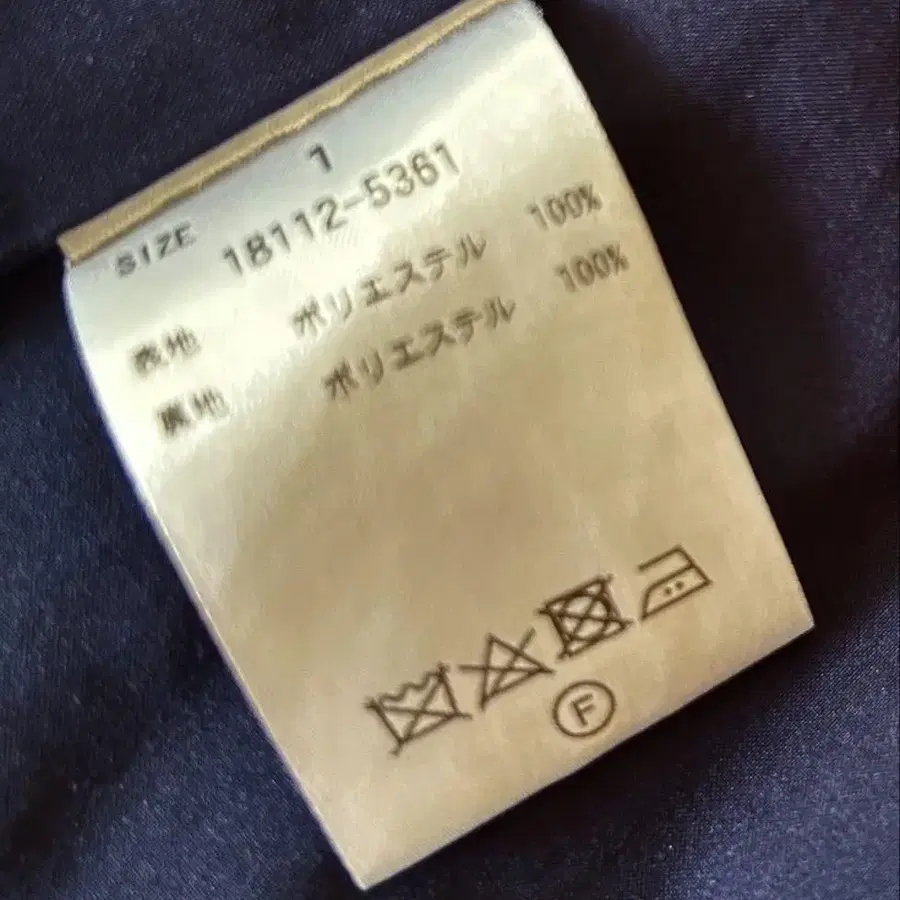 SIZE 1
18112-5361
表地 ポリエステル 100%
裏地 ポリエステル 100%
F